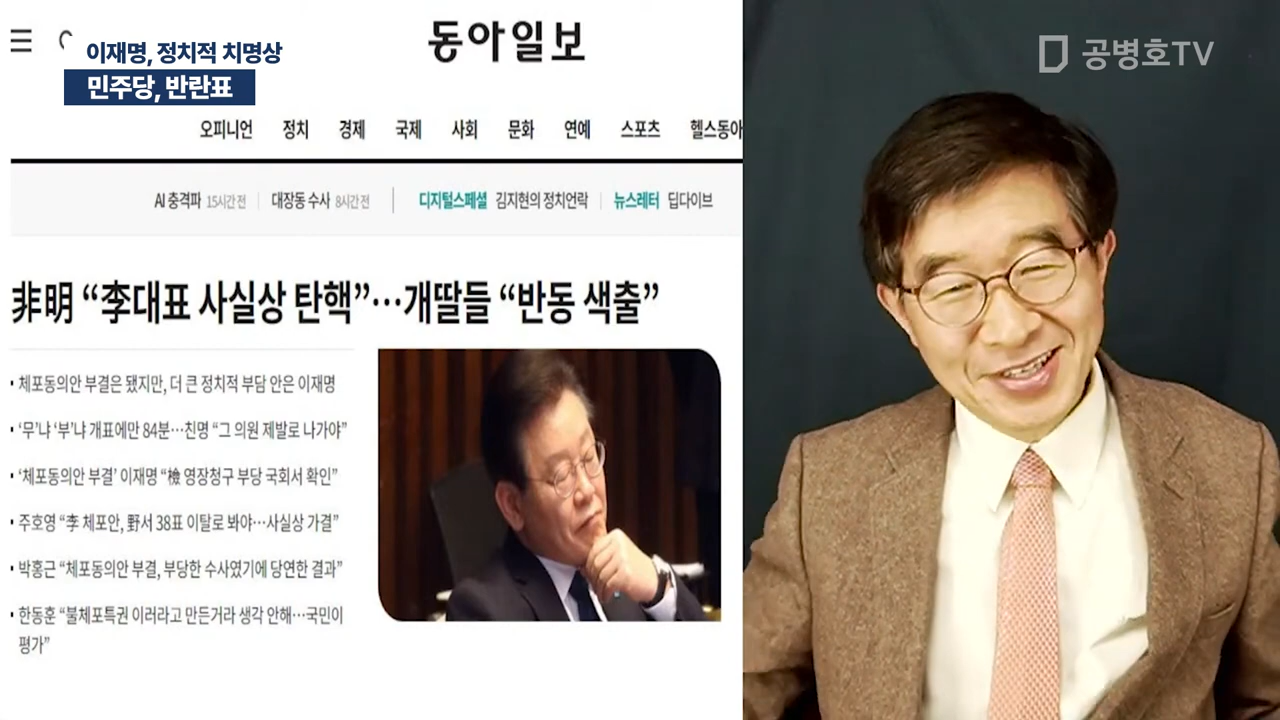 이재명, 정치적 치명상
민주당, 반란표
동아일보
공병호TV
오피니언 정치 경제 국제 사회 문화 연예 스포츠 헬스동아
AI 충격파 15시간 전 대장동 수사 8시간 전 디지털스페셜 김지현의 정치언락 뉴스레터 딥다이브
非明 “李대표 사실상 탄핵”…개딸들 “반동 색출”
· 체포동의안 부결은 됐지만, 더 큰 정치적 부담 안은 이재명
· ‘무’냐 ‘부’냐 개표에만 84분…친명 “그 의원 제발로 나가야”
· ‘체포동의안 부결’ 이재명 “檢 영장청구 부당 국회서 확인”
· 주호영 “李 체포안, 野서 38표 이탈로 봐야…사실상 가결”
· 박홍근 “체포동의안 부결, 부당한 수사였기에 당연한 결과”
· 한동훈 “불체포특권 이러라고 만든거라 생각 안해…국민이
평가”